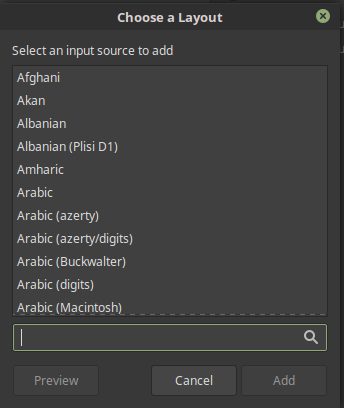 Choose a Layout
Select an input source to add
Afghani
Akan
Albanian
Albanian (Plisi D1)
Amharic
Arabic
Arabic (azerty)
Arabic (azerty/digits)
Arabic (Buckwalter)
Arabic (digits)
Arabic (Macintosh)
Preview Cancel Add